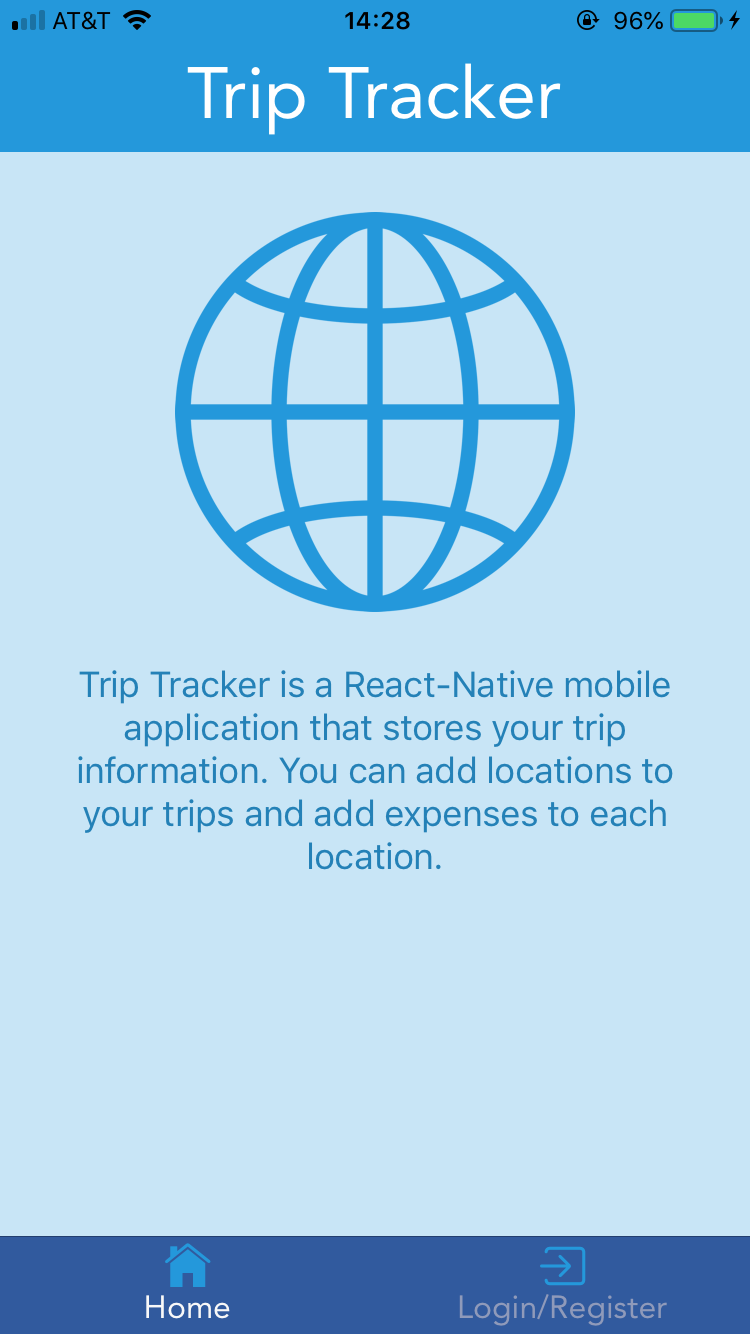 AT&T 14:28 96%
Trip Tracker
Trip Tracker is a React-Native mobile
application that stores your trip
information. You can add locations to
your trips and add expenses to each
location.
Home Login/Register